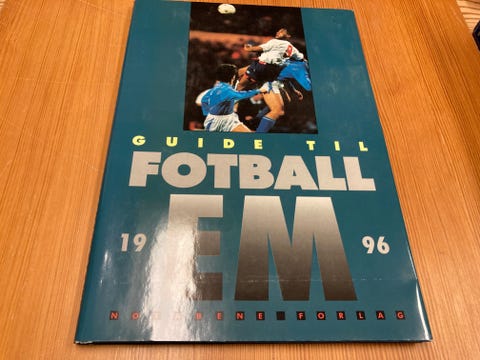 GUIDE TIL
FOTBALL
EM
19 96
NOTABENE FORLAG